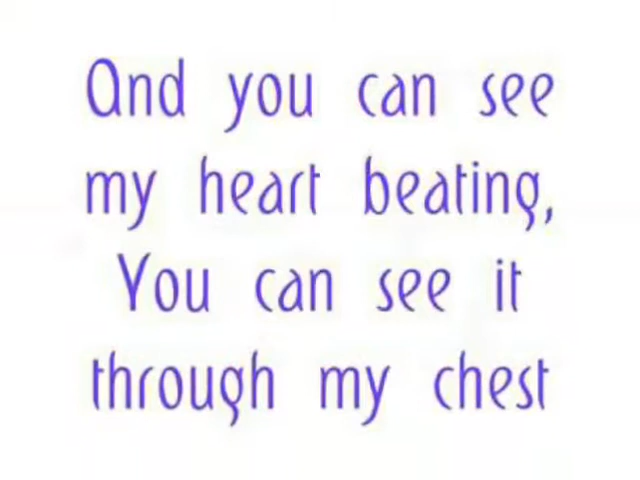 And you can see
my heart beating,
You can see it
through my chest